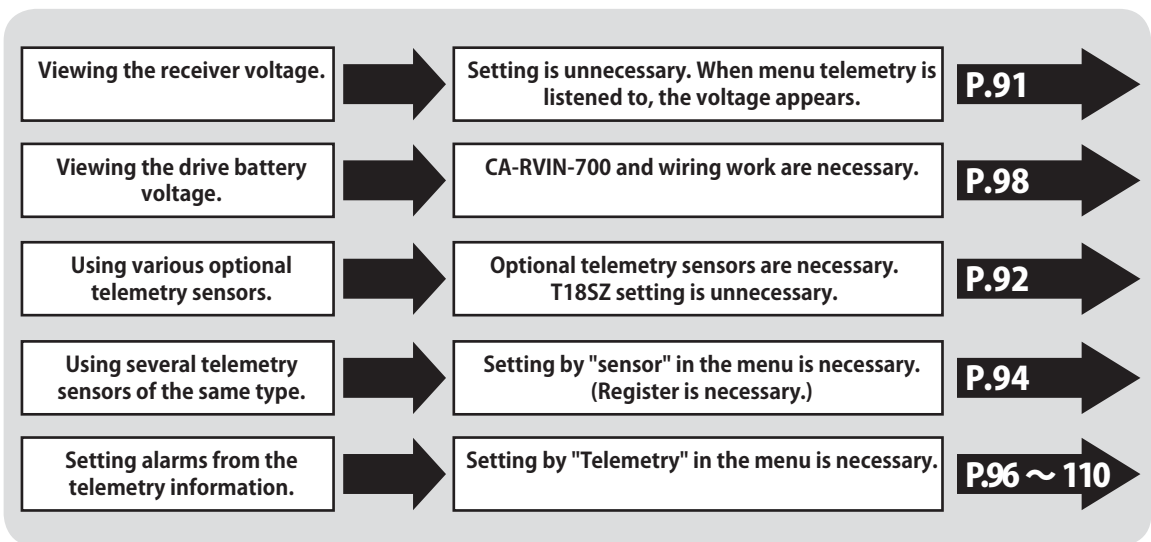 Viewing the receiver voltage.
Setting is unnecessary. When menu telemetry is
listened to, the voltage appears.
P.91
Viewing the drive battery
voltage.
CA-RVIN-700 and wiring work are necessary.
P.98
Using various optional
telemetry sensors.
Optional telemetry sensors are necessary.
T18SZ setting is unnecessary.
P.92
Using several telemetry
sensors of the same type.
Setting by "sensor" in the menu is necessary.
(Register is necessary.)
P.94
Setting alarms from the
telemetry information.
Setting by "Telemetry" in the menu is necessary.
P.96 ～ 110